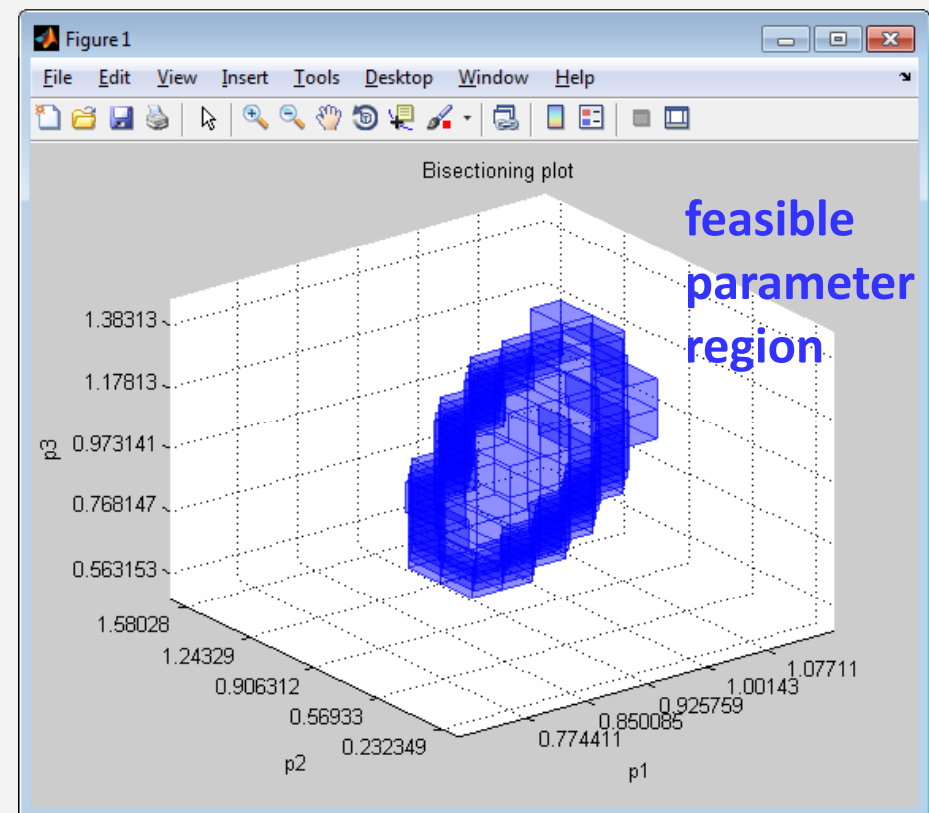 Figure 1
File Edit View Insert Tools Desktop Window Help
Bisectioning plot
feasible
parameter
region
1.38313
1.17813
0.973141
0.768147
0.563153
p3
1.58028
1.24329
0.906312
0.56933
0.232349
p2
1.07711
1.00143
0.925759
0.850085
0.774411
p1